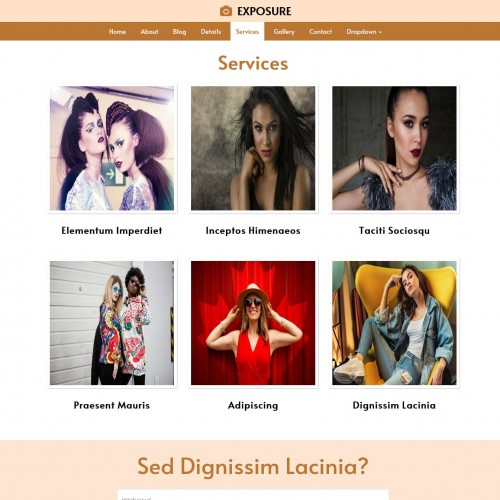 EXPOSURE
Home About Blog Details Services Gallery Contact Dropdown
Services
Elementum Imperdiet Inceptos Himenaeos Taciti Sociosqu
Praesent Mauris Adipiscing Dignissim Lacinia
Sed Dignissim Lacinia?